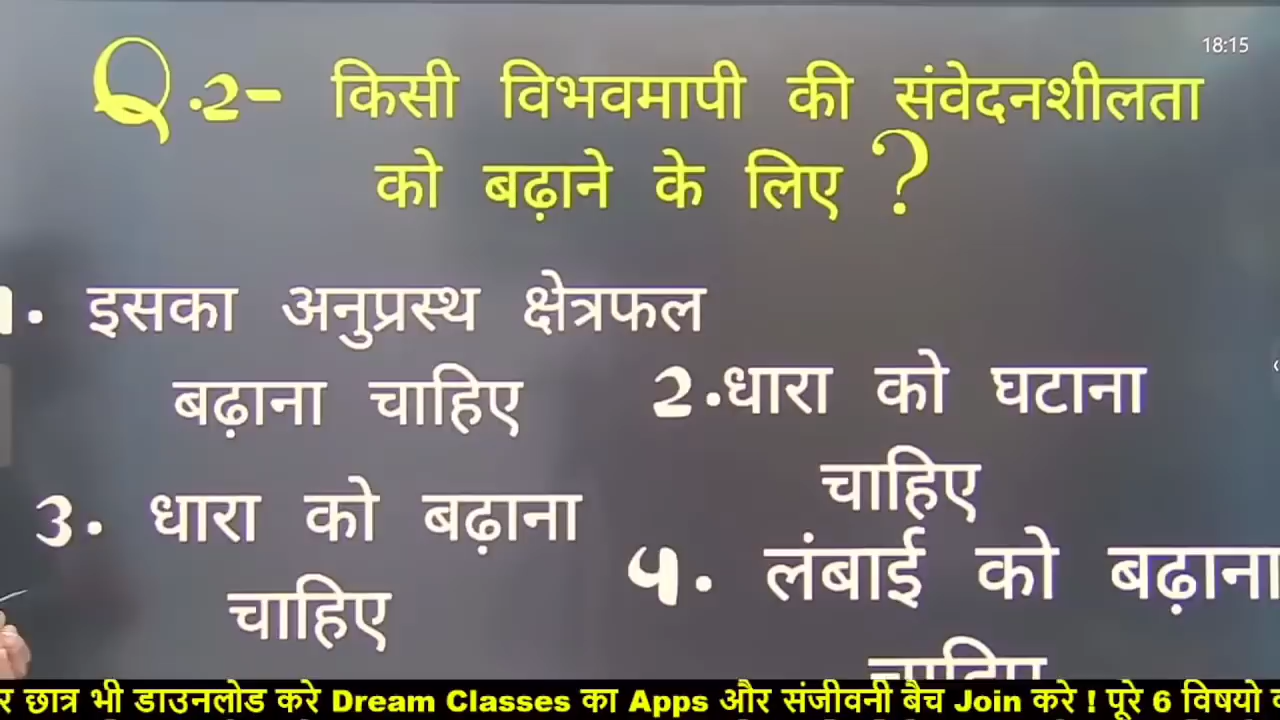 18:15
Q.2- किसी विभवमापी की संवेदनशीलता
को बढ़ाने के लिए ?
1. इसका अनुप्रस्थ क्षेत्रफल
बढ़ाना चाहिए
2.धारा को घटाना
चाहिए
3. धारा को बढ़ाना
चाहिए
4. लंबाई को बढ़ाना
चाहिए
छात्र भी डाउनलोड करे Dream Classes का Apps और संजीवनी बैच Join करे ! पूरे 6 विषयो